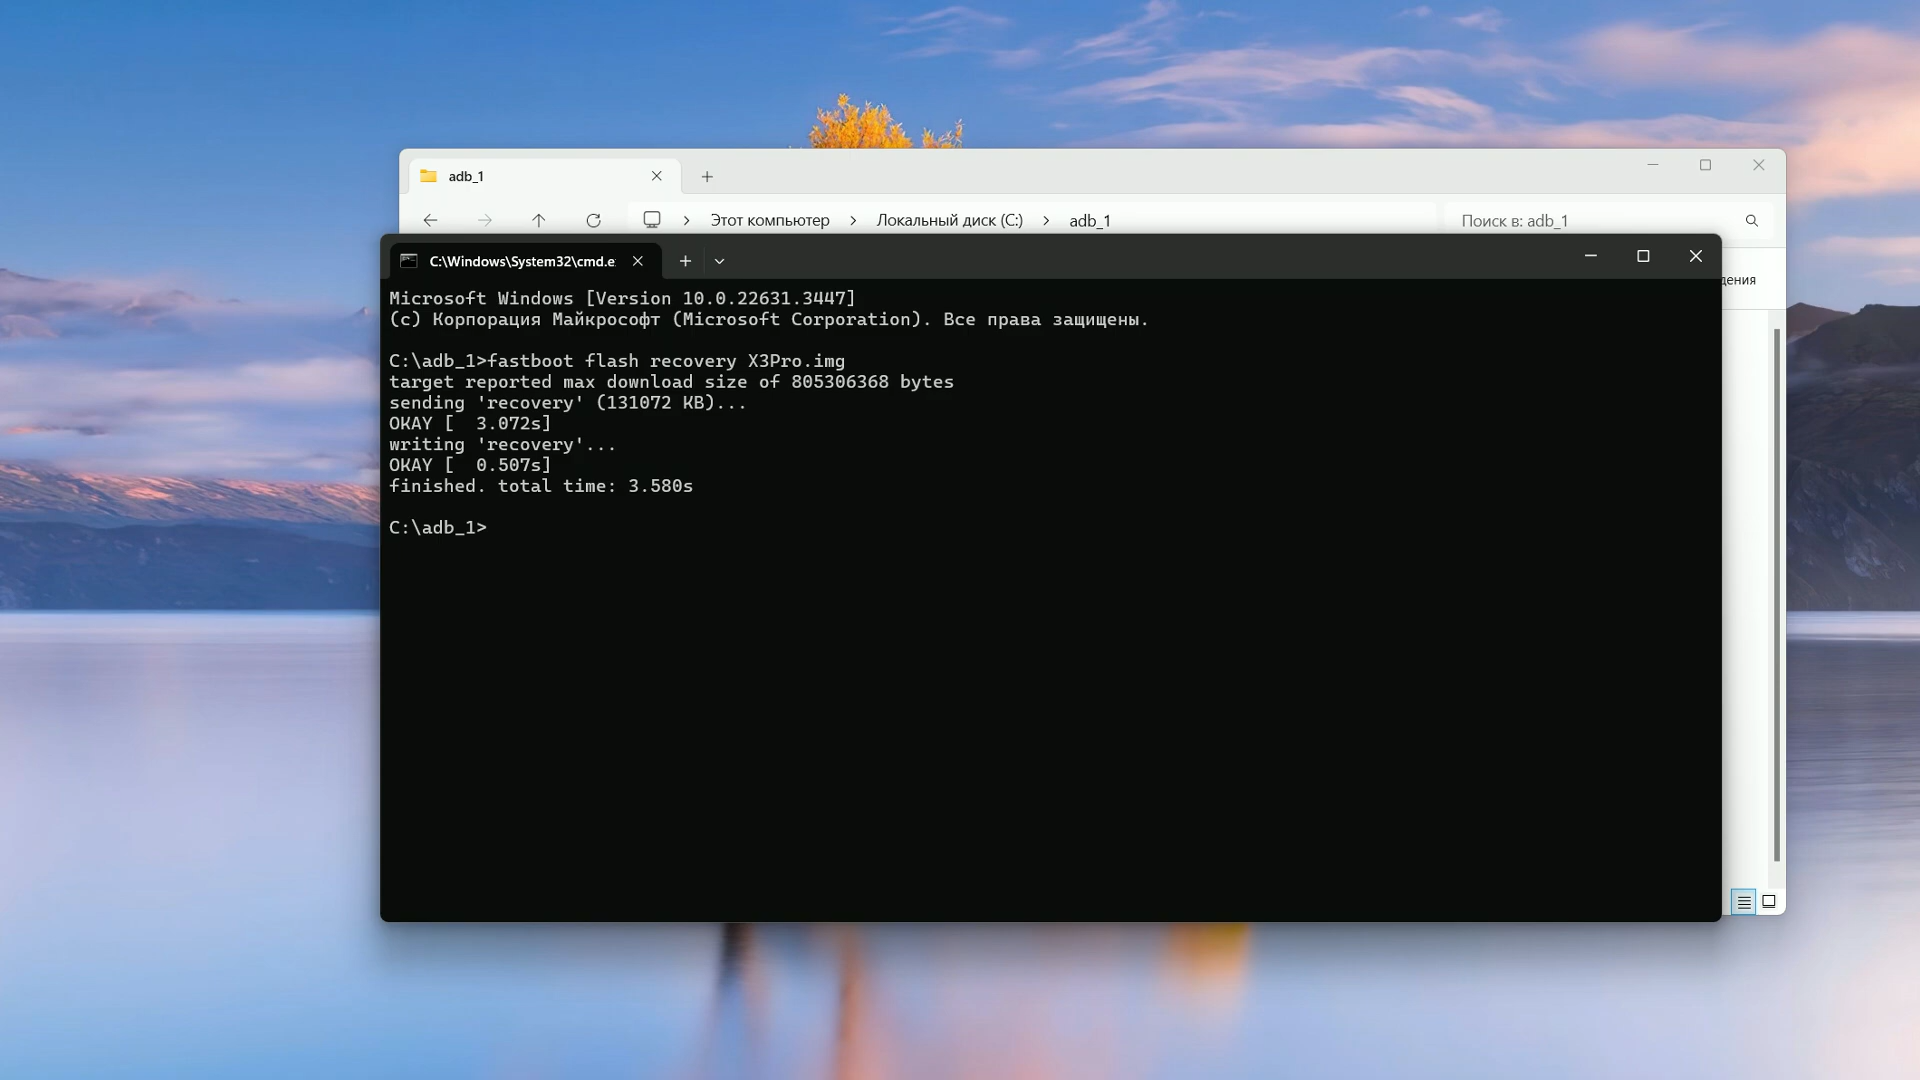 adb_1
Этот компьютер
Локальный диск (C:)
adb_1
Поиск в: adb_1
C:\Windows\System32\cmd.e
дения
Microsoft Windows [Version 10.0.22631.3447]
(c) Корпорация Майкрософт (Microsoft Corporation). Все права защищены.
C:\adb_1>fastboot flash recovery X3Pro.img
target reported max download size of 805306368 bytes
sending 'recovery' (131072 KB)...
OKAY [  3.072s]
writing 'recovery'...
OKAY [  0.507s]
finished. total time: 3.580s
C:\adb_1>